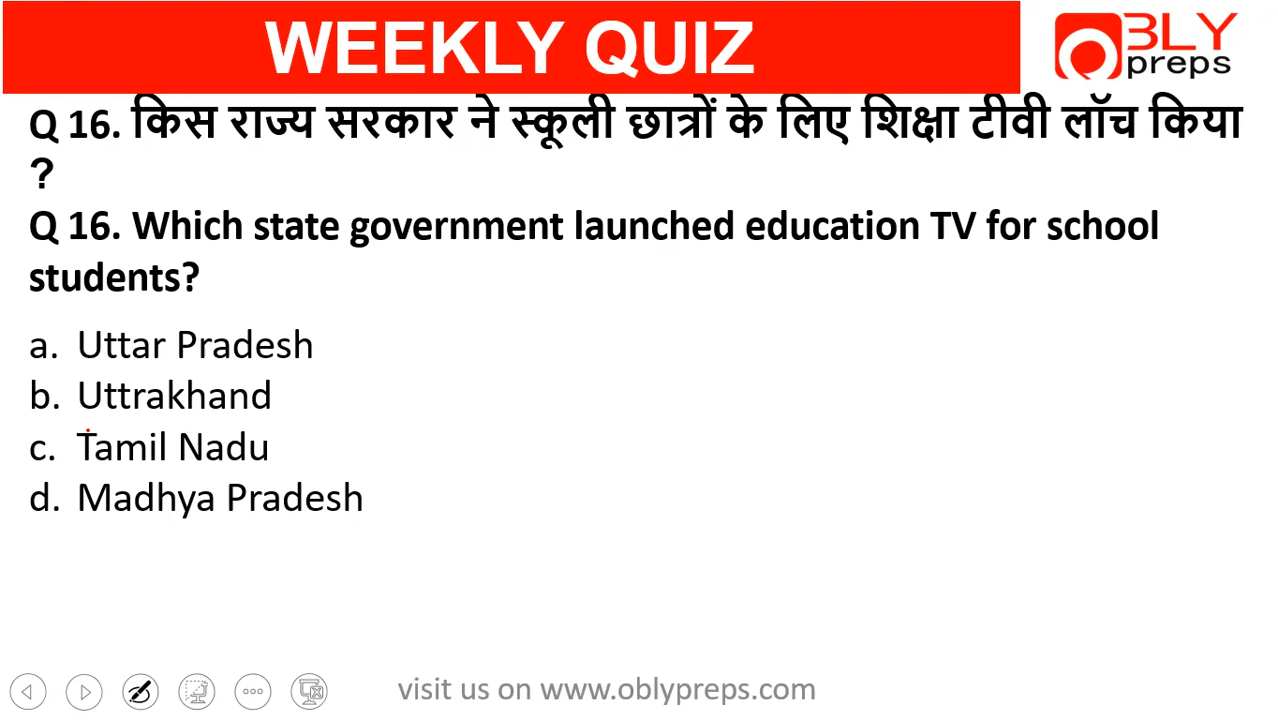 WEEKLY QUIZ
OBLY
preps
Q 16. किस राज्य सरकार ने स्कूली छात्रों के लिए शिक्षा टीवी लॉच किया
?
Q 16. Which state government launched education TV for school
students?
a. Uttar Pradesh
b. Uttrakhand
c. Tamil Nadu
d. Madhya Pradesh
visit us on www.oblypreps.com